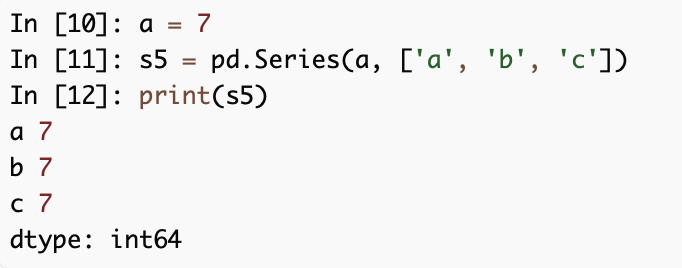 In [10]: a = 7
In [11]: s5 = pd.Series(a, ['a', 'b', 'c'])
In [12]: print(s5)
a 7
b 7
c 7
dtype: int64